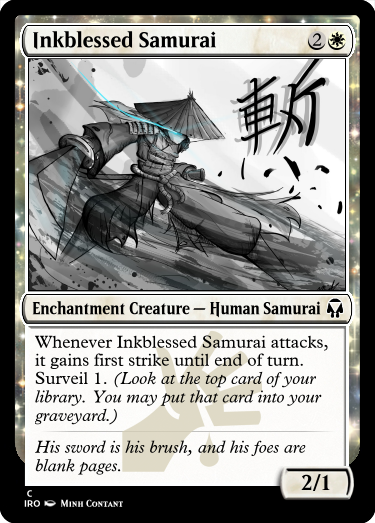 Inkblessed Samurai 2
斬
Enchantment Creature — Human Samurai
Whenever Inkblessed Samurai attacks,
it gains first strike until end of turn.
Surveil 1. (Look at the top card of your
library. You may put that card into your
graveyard.)
His sword is his brush, and his foes are
blank pages.
2/1
C
IRO Minh Contant